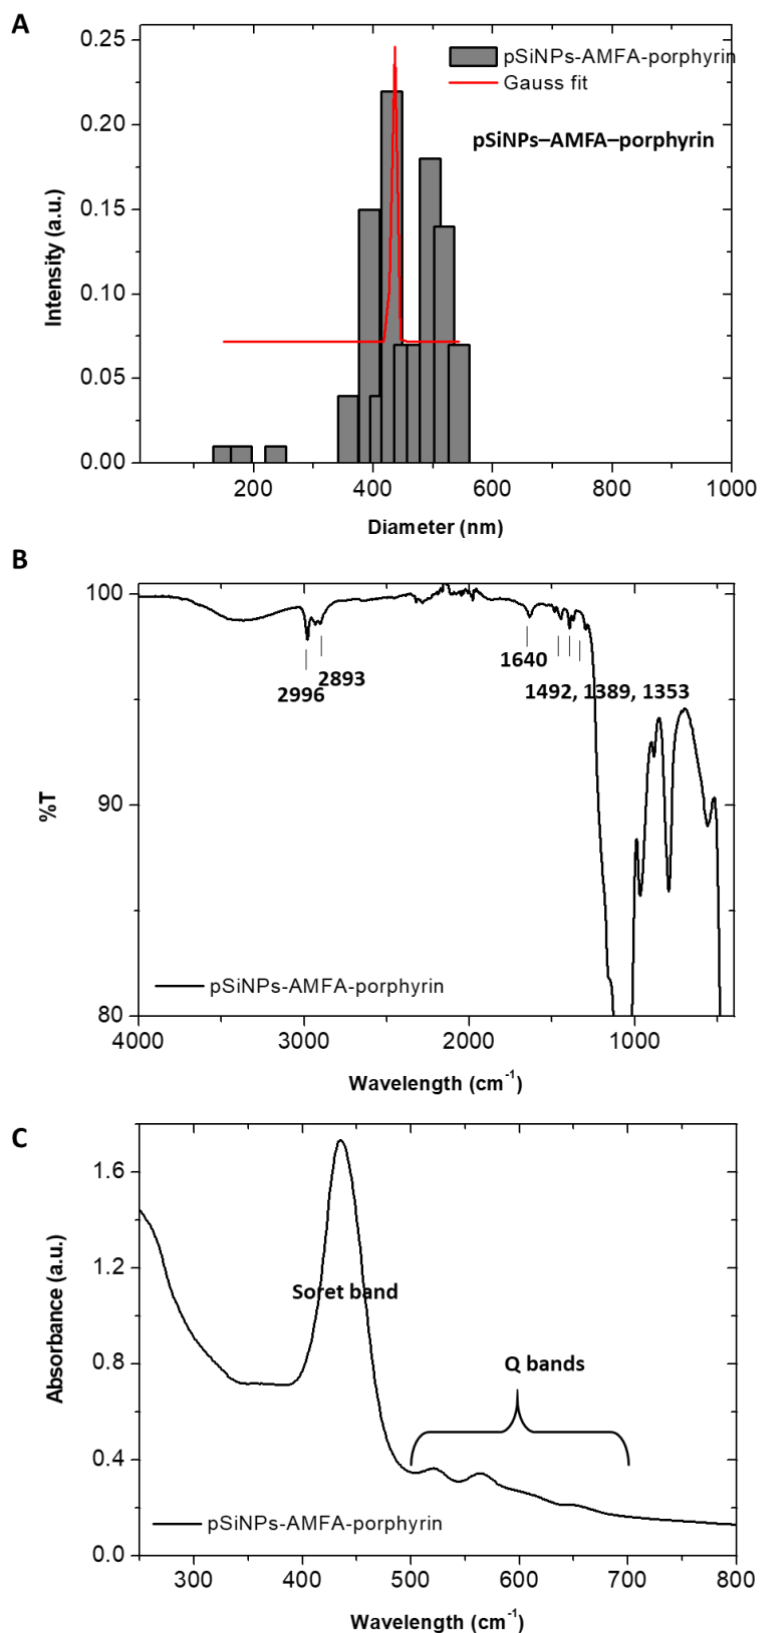 A
0.25
0.20
0.15
0.10
0.05
0.00
Intensity (a.u.)
pSiNPs-AMFA-porphyrin
Gauss fit
pSiNPs–AMFA–porphyrin
200 400 600 800 1000
Diameter (nm)
B
100
90
80
%T
2996
2893
1640
1492, 1389, 1353
pSiNPs-AMFA-porphyrin
4000 3000 2000 1000
Wavelength (cm-1)
C
1.6
1.2
0.8
0.4
0.0
Absorbance (a.u.)
Soret band
Q bands
pSiNPs-AMFA-porphyrin
300 400 500 600 700 800
Wavelength (cm-1)